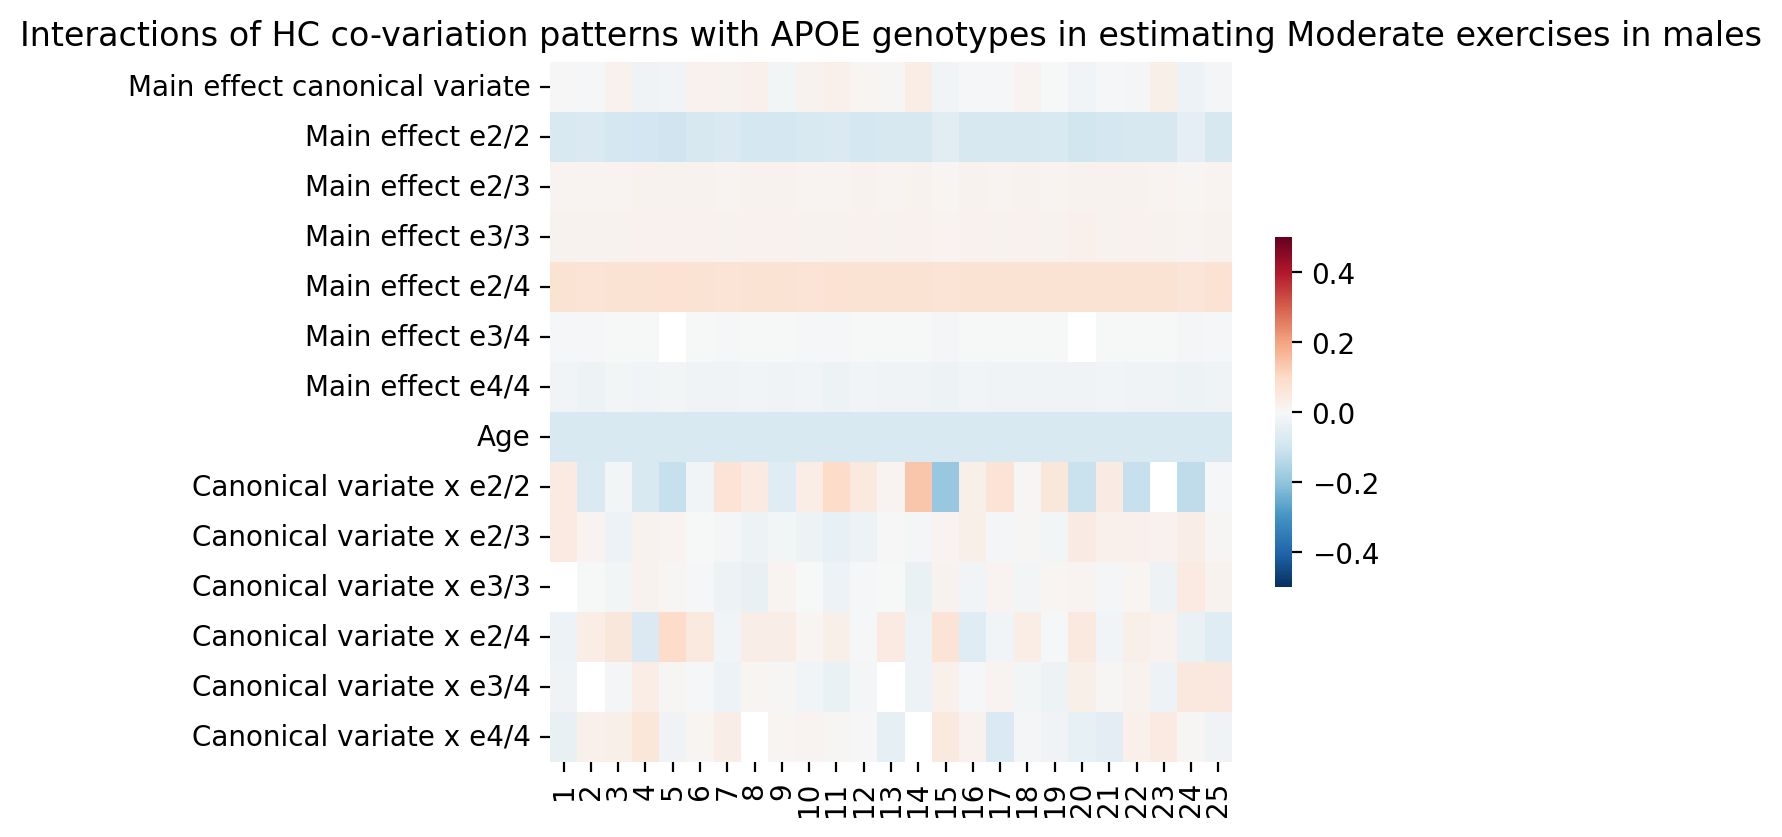 Interactions of HC co-variation patterns with APOE genotypes in estimating Moderate exercises in males
Main effect canonical variate
Main effect e2/2
Main effect e2/3
Main effect e3/3
Main effect e2/4
Main effect e3/4
Main effect e4/4
Age
Canonical variate x e2/2
Canonical variate x e2/3
Canonical variate x e3/3
Canonical variate x e2/4
Canonical variate x e3/4
Canonical variate x e4/4
1 2 3 4 5 6 7 8 9 10 11 12 13 14 15 16 17 18 19 20 21 22 23 24 25
0.4
0.2
0.0
−0.2
−0.4